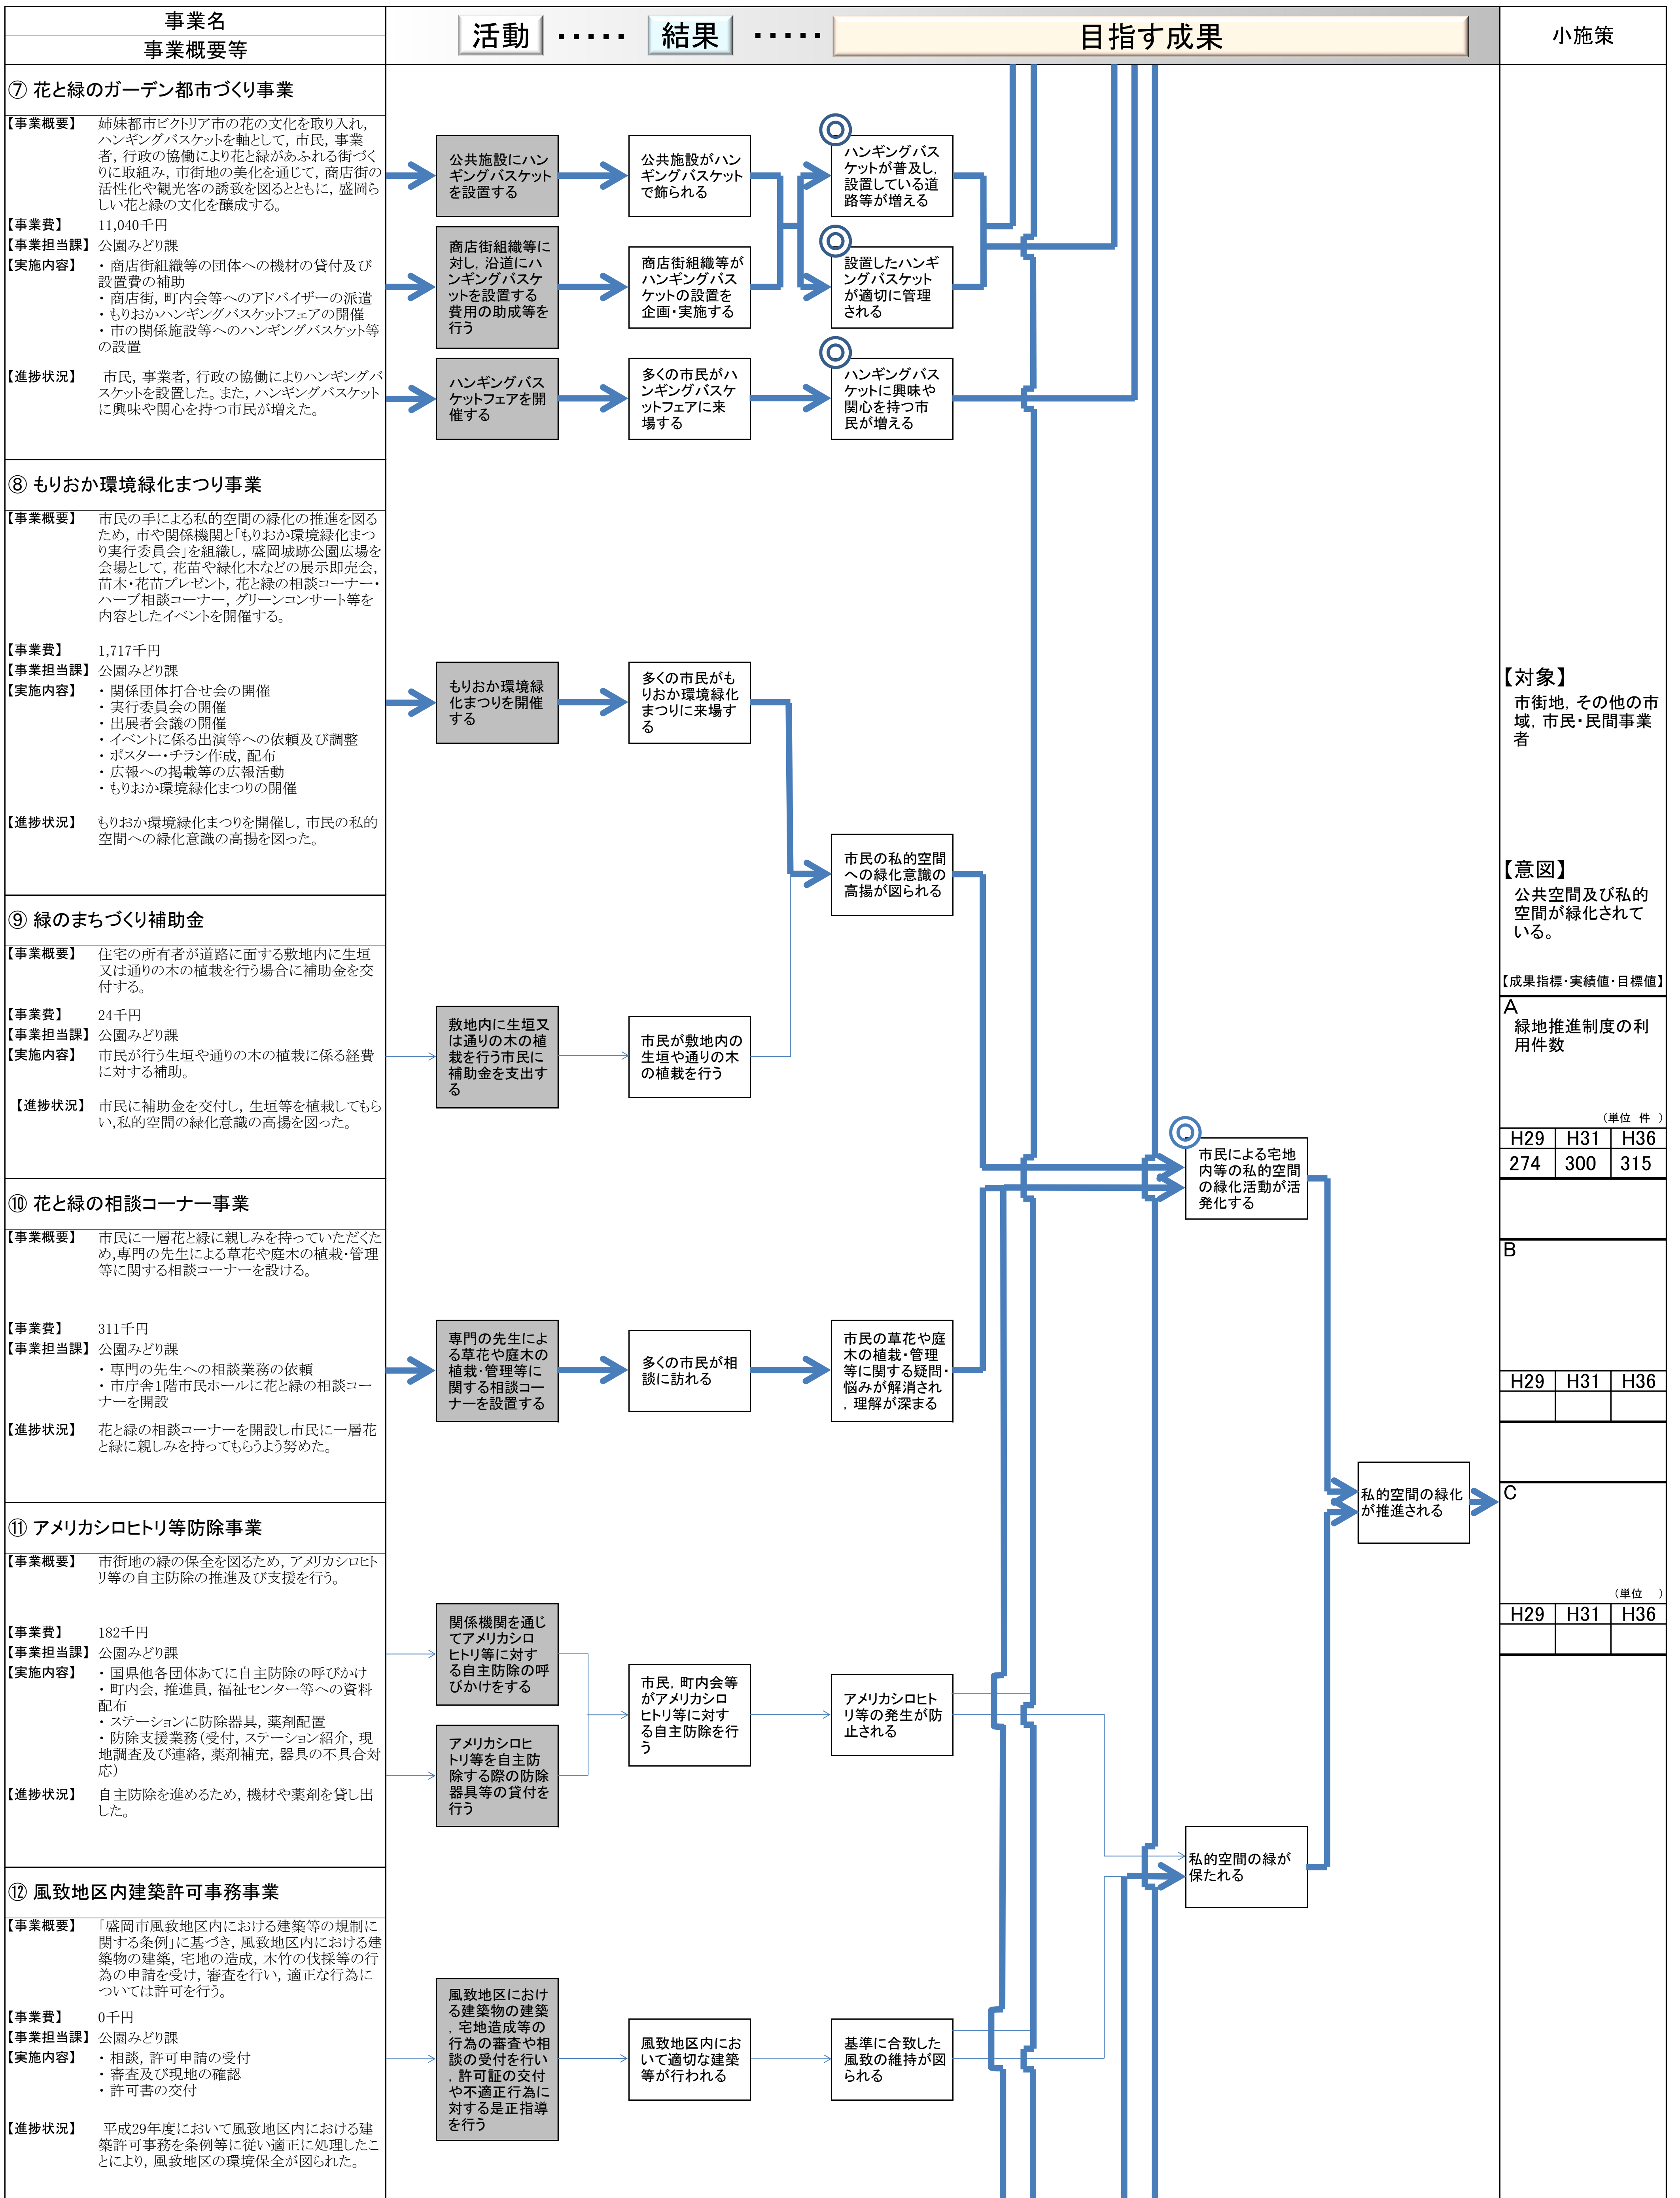 事業名
事業概要等
活動 ･････ 結果 ･････ 目指す成果
小施策
⑦ 花と緑のガーデン都市づくり事業
【事業概要】 姉妹都市ビクトリア市の花の文化を取り入れ,
ハンギングバスケットを軸として, 市民, 事業
者, 行政の協働により花と緑があふれる街づく
りに取組み, 市街地の美化を通じて, 商店街の
活性化や観光客の誘致を図るとともに, 盛岡ら
しい花と緑の文化を醸成する。
【事業費】 11,040千円
【事業担当課】 公園みどり課
【実施内容】 ・商店街組織等の団体への機材の貸付及び
設置費の補助
・商店街, 町内会等へのアドバイザーの派遣
・もりおかハンギングバスケットフェアの開催
・市の関係施設等へのハンギングバスケット等
の設置
【進捗状況】 市民, 事業者, 行政の協働によりハンギングバ
スケットを設置した。また, ハンギングバスケット
に興味や関心を持つ市民が増えた。
公共施設にハン
ギングバスケット
を設置する
公共施設がハン
ギングバスケット
で飾られる
◎
ハンギングバス
ケットが普及し,
設置している道
路等が増える
商店街組織等に
対し, 沿道にハ
ンギングバスケ
ットを設置する
費用の助成等を
行う
商店街組織等が
ハンギングバス
ケットの設置を
企画・実施する
◎
設置したハンギ
ングバスケット
が適切に管理
される
ハンギングバス
ケットフェアを開
催する
多くの市民がハ
ンギングバスケ
ットフェアに来
場する
◎
ハンギングバス
ケットに興味や
関心を持つ市
民が増える
⑧ もりおか環境緑化まつり事業
【事業概要】 市民の手による私的空間の緑化の推進を図る
ため, 市や関係機関と「もりおか環境緑化まつ
り実行委員会」を組織し, 盛岡城跡公園広場を
会場として, 花苗や緑化木などの展示即売会,
苗木・花苗プレゼント, 花と緑の相談コーナー・
ハーブ相談コーナー, グリーンコンサート等を
内容としたイベントを開催する。
【事業費】 1,717千円
【事業担当課】 公園みどり課
【実施内容】 ・関係団体打合せ会の開催
・実行委員会の開催
・出展者会議の開催
・イベントに係る出演等への依頼及び調整
・ポスター・チラシ作成, 配布
・広報への掲載等の広報活動
・もりおか環境緑化まつりの開催
【進捗状況】 もりおか環境緑化まつりを開催し, 市民の私的
空間への緑化意識の高揚を図った。
もりおか環境緑
化まつりを開催
する
多くの市民がも
りおか環境緑化
まつりに来場す
る
市民の私的空間
への緑化意識の
高揚が図られる
⑨ 緑のまちづくり補助金
【事業概要】 住宅の所有者が道路に面する敷地内に生垣
又は通りの木の植栽を行う場合に補助金を交
付する。
【事業費】 24千円
【事業担当課】 公園みどり課
【実施内容】 市民が行う生垣や通りの木の植栽に係る経費
に対する補助。
【進捗状況】 市民に補助金を交付し, 生垣等を植栽してもら
い,私的空間の緑化意識の高揚を図った。
敷地内に生垣又
は通りの木の植
栽を行う市民に
補助金を支出す
る
市民が敷地内の
生垣や通りの木
の植栽を行う
◎
市民による宅地
内等の私的空間
の緑化活動が活
発化する
⑩ 花と緑の相談コーナー事業
【事業概要】 市民に一層花と緑に親しみを持っていただくた
め,専門の先生による草花や庭木の植栽・管理
等に関する相談コーナーを設ける。
【事業費】 311千円
【事業担当課】 公園みどり課
・専門の先生への相談業務の依頼
・市庁舎1階市民ホールに花と緑の相談コー
ナーを開設
【進捗状況】 花と緑の相談コーナーを開設し市民に一層花
と緑に親しみを持ってもらうよう努めた。
専門の先生によ
る草花や庭木の
植栽・管理等に
関する相談コー
ナーを設置する
多くの市民が相
談に訪れる
市民の草花や庭
木の植栽・管理
等に関する疑問・
悩みが解消され
, 理解が深まる
私的空間の緑化
が推進される
⑪ アメリカシロヒトリ等防除事業
【事業概要】 市街地の緑の保全を図るため, アメリカシロヒト
リ等の自主防除の推進及び支援を行う。
【事業費】 182千円
【事業担当課】 公園みどり課
【実施内容】 ・国県他各団体あてに自主防除の呼びかけ
・町内会, 推進員, 福祉センター等への資料
配布
・ステーションに防除器具, 薬剤配置
・防除支援業務(受付, ステーション紹介, 現
地調査及び連絡, 薬剤補充, 器具の不具合対
応)
【進捗状況】 自主防除を進めるため, 機材や薬剤を貸し出
した。
関係機関を通じ
てアメリカシロ
ヒトリ等に対す
る自主防除の呼
びかけをする
アメリカシロヒ
トリ等を自主防
除する際の防除
器具等の貸付を
行う
市民, 町内会等
がアメリカシロ
ヒトリ等に対す
る自主防除を行
う
アメリカシロヒト
リ等の発生が防
止される
私的空間の緑が
保たれる
⑫ 風致地区内建築許可事務事業
【事業概要】 「盛岡市風致地区内における建築等の規制に
関する条例」に基づき, 風致地区内における建
築物の建築, 宅地の造成, 木竹の伐採等の行
為の申請を受け, 審査を行い, 適正な行為に
ついては許可を行う。
【事業費】 0千円
【事業担当課】 公園みどり課
【実施内容】 ・相談, 許可申請の受付
・審査及び現地の確認
・許可書の交付
【進捗状況】 平成29年度において風致地区内における建
築許可事務を条例等に従い適正に処理したこ
とにより, 風致地区の環境保全が図られた。
風致地区におけ
る建築物の建築
, 宅地造成等の
行為の審査や相
談の受付を行い
, 許可証の交付
や不適正行為に
対する是正指導
を行う
風致地区内にお
いて適切な建築
等が行われる
基準に合致した
風致の維持が図
られる
【対象】
市街地, その他の市
域, 市民・民間事業
者
【意図】
公共空間及び私的
空間が緑化されて
いる。
【成果指標・実績値・目標値】
A
緑地推進制度の利
用件数
(単位 件 )
H29 H31 H36
274 300 315
B
H29 H31 H36
C
(単位 )
H29 H31 H36